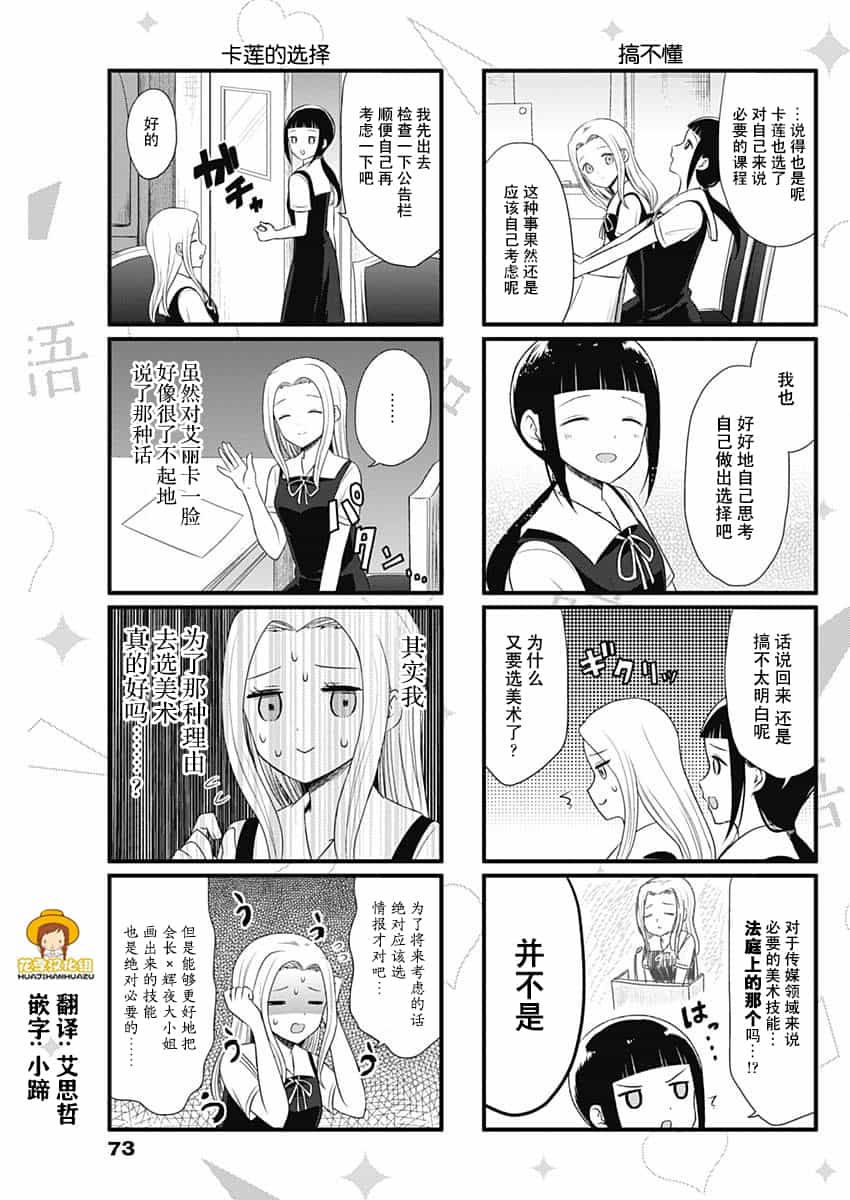 搞不懂
…说得也是呢
卡莲也选了
对自己来说
必要的课程
这种事果然还是
应该自己考虑呢
我也
好好地自己思考
自己做出选择吧
话说回来 还是
搞不太明白呢
为什么
又要选美术了?
ギクリッ
对于传媒领域来说
必要的美术技能…
法庭上的那个吗…!?
はっ…
并不是
卡莲的选择
我先出去
检查一下公告栏
顺便自己再
考虑一下吧
ガチャ
好的
……
虽然对艾丽卡一脸
好像很了不起地
说了那种话
パタン…
其实我
为了那种理由
去选美术
真的好吗………?
为了将来考虑的话
绝对应该选
情报才对吧…
但是能够更好地把
会长×辉夜大小姐
画出来的技能
也是绝对必要的……
花雪汉化组
HUAJIHANHUAZU
翻译:艾思哲
嵌字:小蹄
73
语